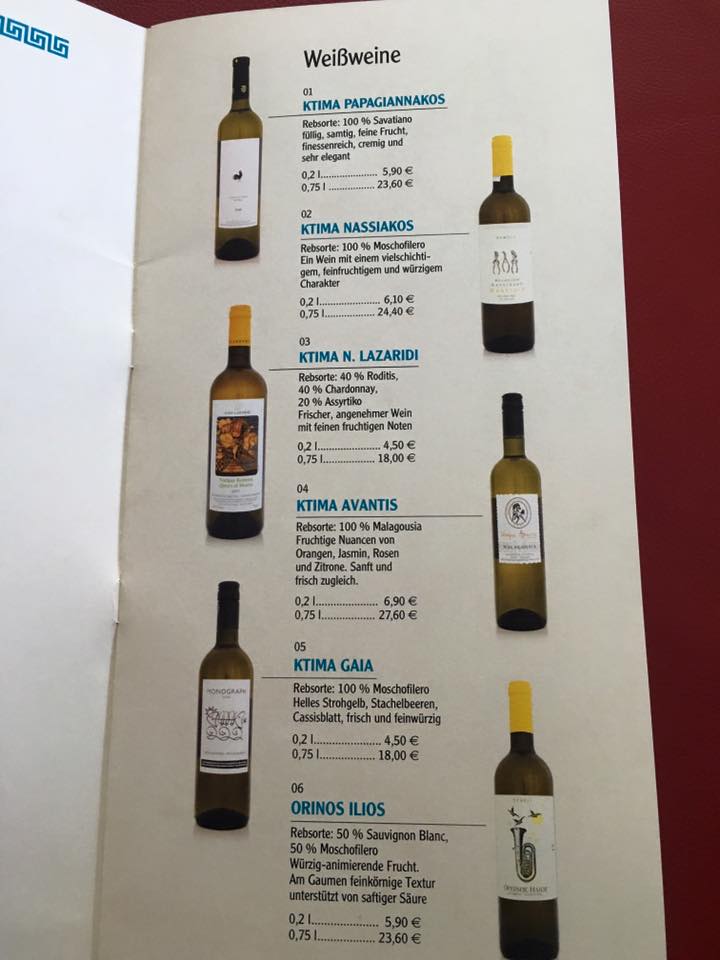 Weißweine
01
KTIMA PAPAGIANNAKOS
Rebsorte: 100 % Savatiano
füllig, samtig, feine Frucht,
finessenreich, cremig und
sehr elegant
0,2 l...................... 5,90 €
0,75 l .................. 23,60 €
02
KTIMA NASSIAKOS
Rebsorte: 100 % Moschofilero
Ein Wein mit einem vielschichti-
gem, feinfruchtigem und würzigem
Charakter
0,2 l....................... 6,10 €
0,75 l.................... 24,40 €
03
KTIMA N. LAZARIDI
Rebsorte: 40 % Roditis,
40 % Chardonnay,
20 % Assyrtiko
Frischer, angenehmer Wein
mit feinen fruchtigen Noten
0,2 l........................ 4,50 €
0,75 l.................... 18,00 €
04
KTIMA AVANTIS
Rebsorte: 100 % Malagousia
Fruchtige Nuancen von
Orangen, Jasmin, Rosen
und Zitrone. Sanft und
frisch zugleich.
0,2 l....................... 6,90 €
0,75 l..................... 27,60 €
05
KTIMA GAIA
Rebsorte: 100 % Moschofilero
Helles Strohgelb, Stachelbeeren,
Cassisblatt, frisch und feinwürzig
0,2 l........................ 4,50 €
0,75 l..................... 18,00 €
MONOGRAPH
06
ORINOS ILIOS
Rebsorte: 50 % Sauvignon Blanc,
50 % Moschofilero
Würzig-animierende Frucht.
Am Gaumen feinkörnige Textur
unterstützt von saftiger Säure
0,2 l........................ 5,90 €
0,75 l..................... 23,60 €